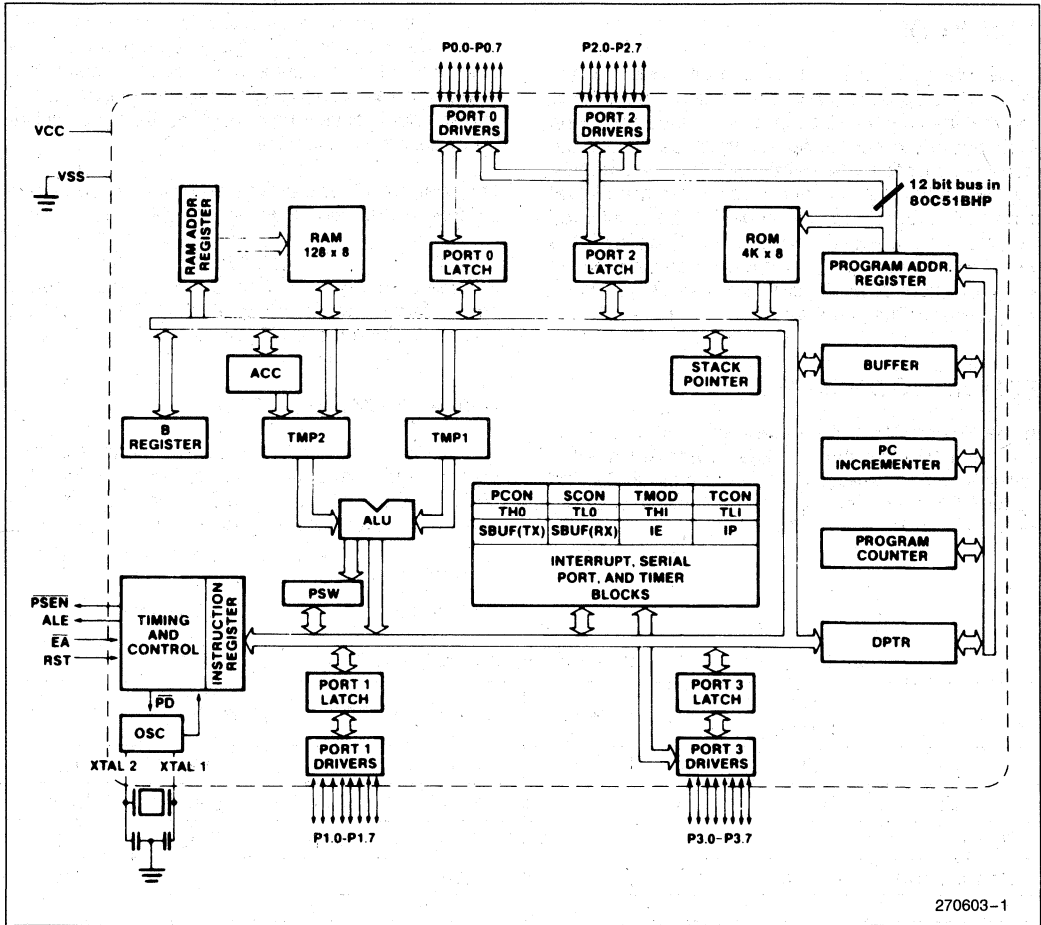 P0.0-P0.7
P2.0-P2.7
PORT 0
DRIVERS
PORT 2
DRIVERS
VCC
VSS
12 bit bus in
80C51BHP
RAM ADDR.
REGISTER
RAM
128 x 8
PORT 0
LATCH
PORT 2
LATCH
ROM
4K x 8
PROGRAM ADDR.
REGISTER
ACC
STACK
POINTER
BUFFER
B
REGISTER
TMP2
TMP1
PC
INCREMENTER
PCON SCON TMOD TCON
TH0 TL0 THI TLI
SBUF(TX) SBUF(RX) IE IP
INTERRUPT, SERIAL
PORT, AND TIMER
BLOCKS
ALU
PROGRAM
COUNTER
PSW
PSEN
ALE
EA
RST
TIMING
AND
CONTROL
INSTRUCTION
REGISTER
DPTR
PORT 1
LATCH
PORT 3
LATCH
PD
OSC
PORT 1
DRIVERS
PORT 3
DRIVERS
XTAL 2 XTAL 1
P1.0-P1.7
P3.0-P3.7
270603-1